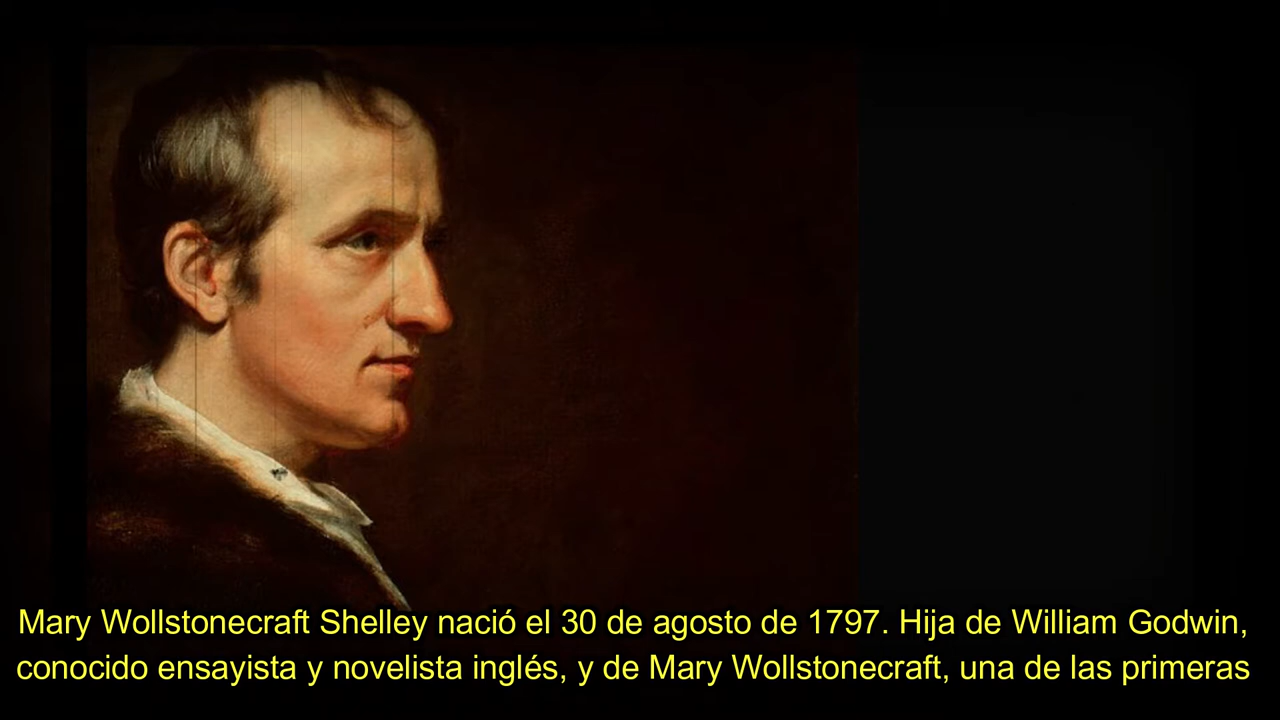 Mary Wollstonecraft Shelley nació el 30 de agosto de 1797. Hija de William Godwin,
conocido ensayista y novelista inglés, y de Mary Wollstonecraft, una de las primeras